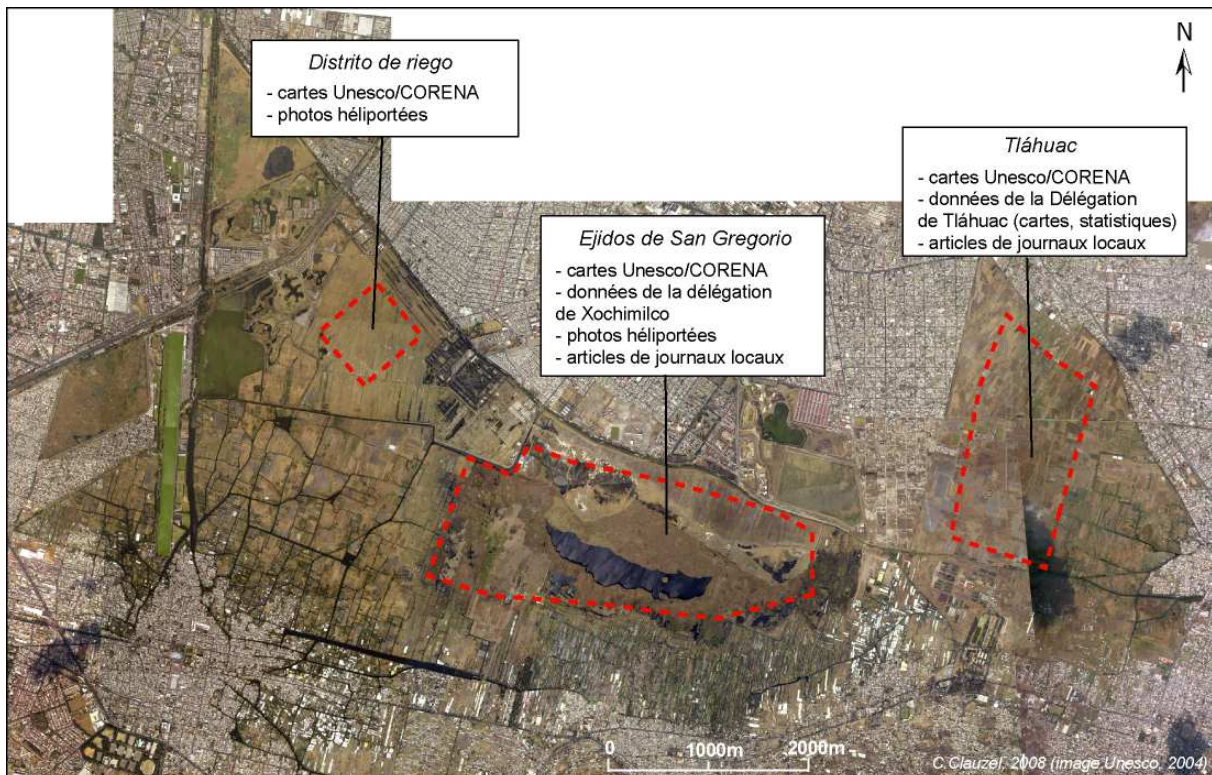 N
Distrito de riego
- cartes Unesco/CORENA
- photos héliportées
Ejidos de San Gregorio
- cartes Unesco/CORENA
- données de la délégation
de Xochimilco
- photos héliportées
- articles de journaux locaux
Tláhuac
- cartes Unesco/CORENA
- données de la Délégation
de Tláhuac (cartes, statistiques)
- articles de journaux locaux
0 1000m 2000m
C.Clauzel, 2008 (image Unesco, 2004)